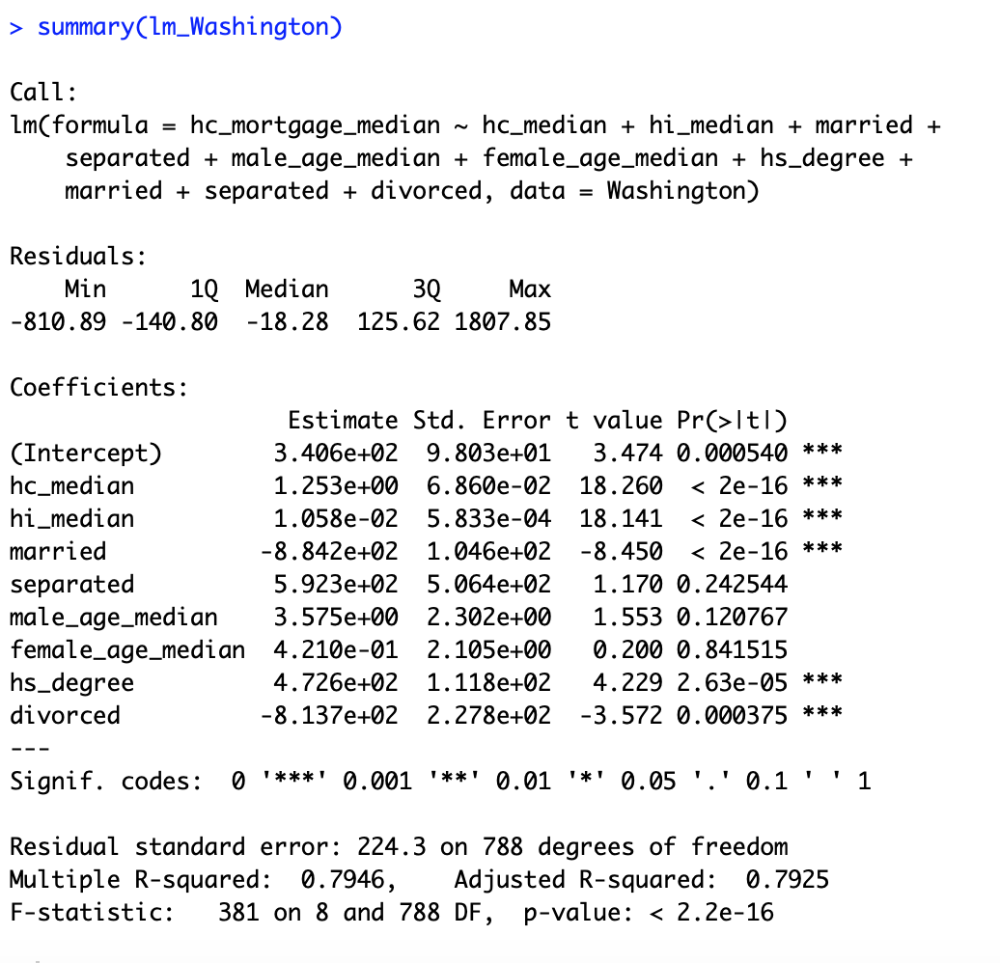 > summary(lm_Washington)

Call:
lm(formula = hc_mortgage_median ~ hc_median + hi_median + married +
    separated + male_age_median + female_age_median + hs_degree +
    married + separated + divorced, data = Washington)

Residuals:
    Min      1Q  Median      3Q     Max
-810.89 -140.80  -18.28  125.62 1807.85

Coefficients:
                    Estimate Std. Error t value Pr(>|t|)
(Intercept)        3.406e+02  9.803e+01   3.474 0.000540 ***
hc_median          1.253e+00  6.860e-02  18.260  < 2e-16 ***
hi_median          1.058e-02  5.833e-04  18.141  < 2e-16 ***
married           -8.842e+02  1.046e+02  -8.450  < 2e-16 ***
separated          5.923e+02  5.064e+02   1.170 0.242544
male_age_median    3.575e+00  2.302e+00   1.553 0.120767
female_age_median  4.210e-01  2.105e+00   0.200 0.841515
hs_degree          4.726e+02  1.118e+02   4.229 2.63e-05 ***
divorced          -8.137e+02  2.278e+02  -3.572 0.000375 ***
---
Signif. codes:  0 '***' 0.001 '**' 0.01 '*' 0.05 '.' 0.1 ' ' 1

Residual standard error: 224.3 on 788 degrees of freedom
Multiple R-squared:  0.7946,	Adjusted R-squared:  0.7925
F-statistic:   381 on 8 and 788 DF,  p-value: < 2.2e-16